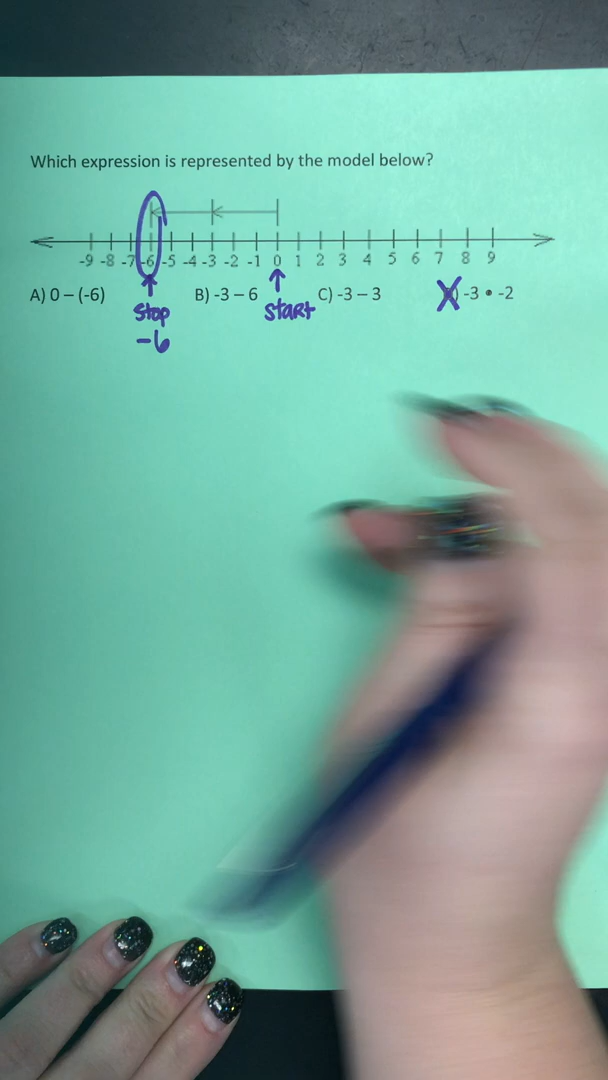 Which expression is represented by the model below?
-9 -8 -7 -6 -5 -4 -3 -2 -1 0 1 2 3 4 5 6 7 8 9
A) 0 – (-6) B) -3 – 6 C) -3 – 3 -3 • -2
Stop Start
-6